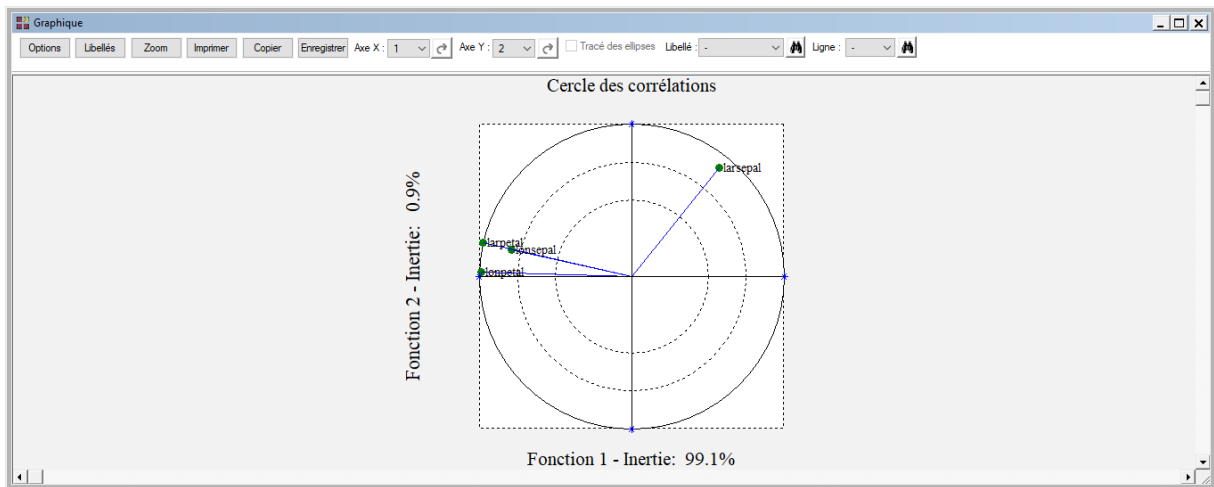 Graphique
Options Libellés Zoom Imprimer Copier Enregistrer Axe X : 1 Axe Y : 2 Tracé des ellipses Libellé : - Ligne : -
Cercle des corrélations
larsepal
larpetal
lonsepal
lonpetal
Fonction 2 - Inertie: 0.9%
Fonction 1 - Inertie: 99.1%